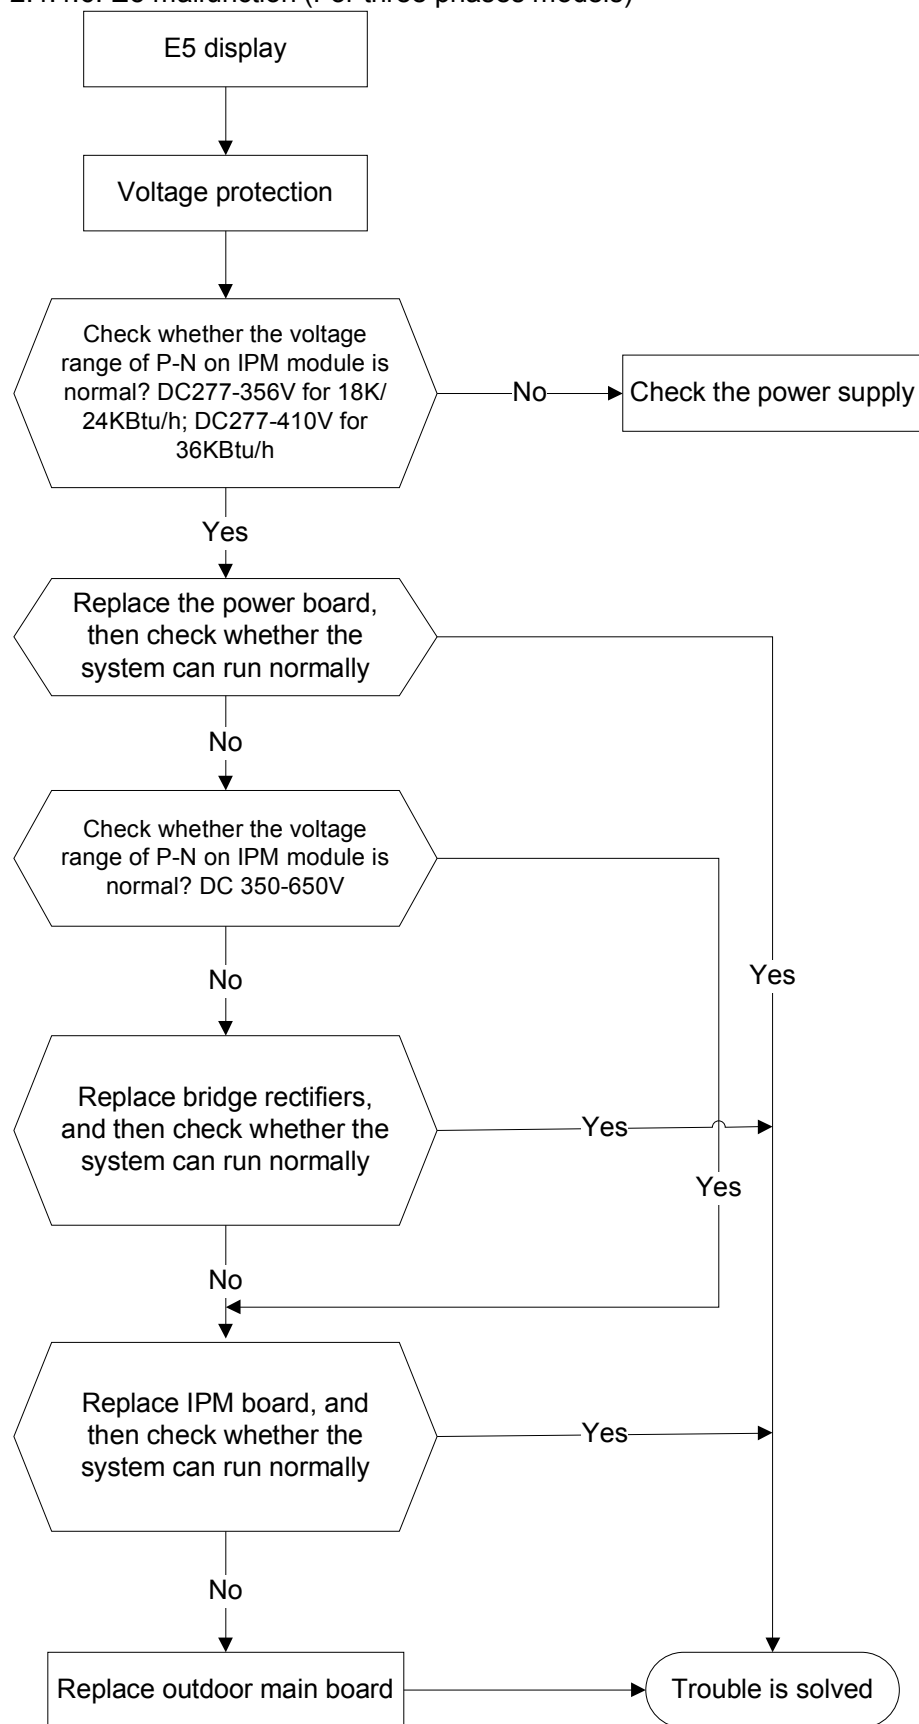 E5 display
Voltage protection
Check whether the voltage
range of P-N on IPM module is
normal? DC277-356V for 18K/
24KBtu/h; DC277-410V for
36KBtu/h
No
Check the power supply
Yes
Replace the power board,
then check whether the
system can run normally
No
Check whether the voltage
range of P-N on IPM module is
normal? DC 350-650V
No
Yes
Replace bridge rectifiers,
and then check whether the
system can run normally
Yes
Yes
No
Replace IPM board, and
then check whether the
system can run normally
Yes
No
Replace outdoor main board
Trouble is solved